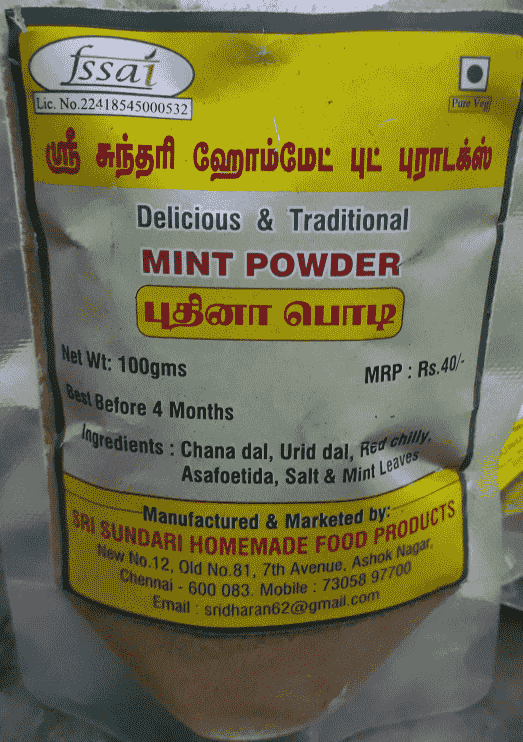 fssai
Lic. No.22418545000532
Pure Veg
ஸ்ரீ சுந்தரி ஹோம்மேட் புட் புராடக்ஸ்
Delicious & Traditional
MINT POWDER
புதினா பொடி
Net Wt: 100gms
MRP : Rs.40/-
Best Before 4 Months
Ingredients : Chana dal, Urid dal, Red chilly,
Asafoetida, Salt & Mint Leaves
Manufactured & Marketed by:
SRI SUNDARI HOMEMADE FOOD PRODUCTS
New No.12, Old No.81, 7th Avenue, Ashok Nagar,
Chennai - 600 083. Mobile : 73058 97700
Email : sridharan62@gmail.com